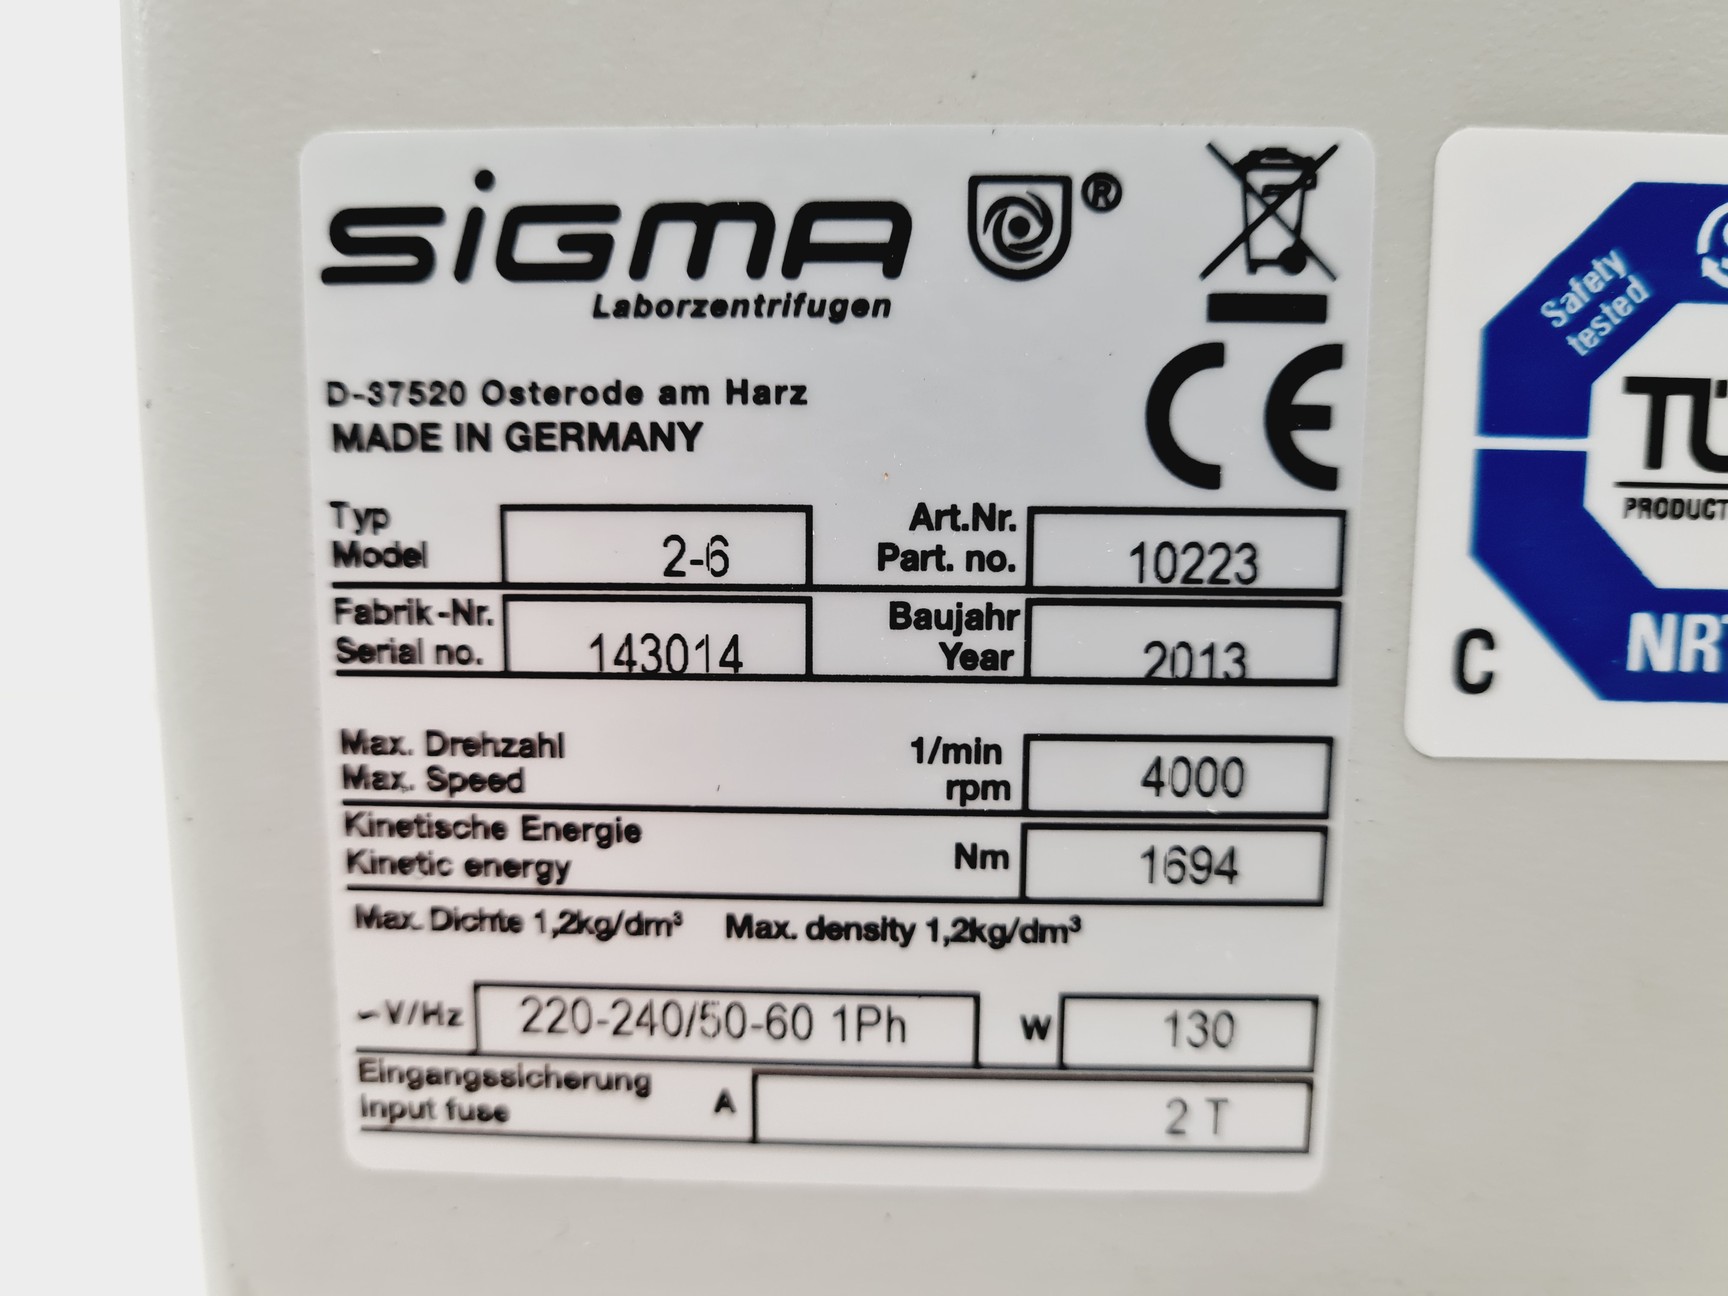 SiGMA ®
Laborzentrifugen
D-37520 Osterode am Harz
MADE IN GERMANY
CE
Typ
Model 2-6
Art.Nr.
Part. no. 10223
Fabrik-Nr.
Serial no. 143014
Baujahr
Year 2013
Max. Drehzahl 1/min
Max. Speed rpm 4000
Kinetische Energie
Kinetic energy Nm 1694
Max. Dichte 1,2kg/dm³ Max. density 1,2kg/dm³
~V/Hz 220-240/50-60 1Ph W 130
Eingangssicherung
Input fuse A 2 T
Safety
tested
TÜ
PRODUCT
C
NRT